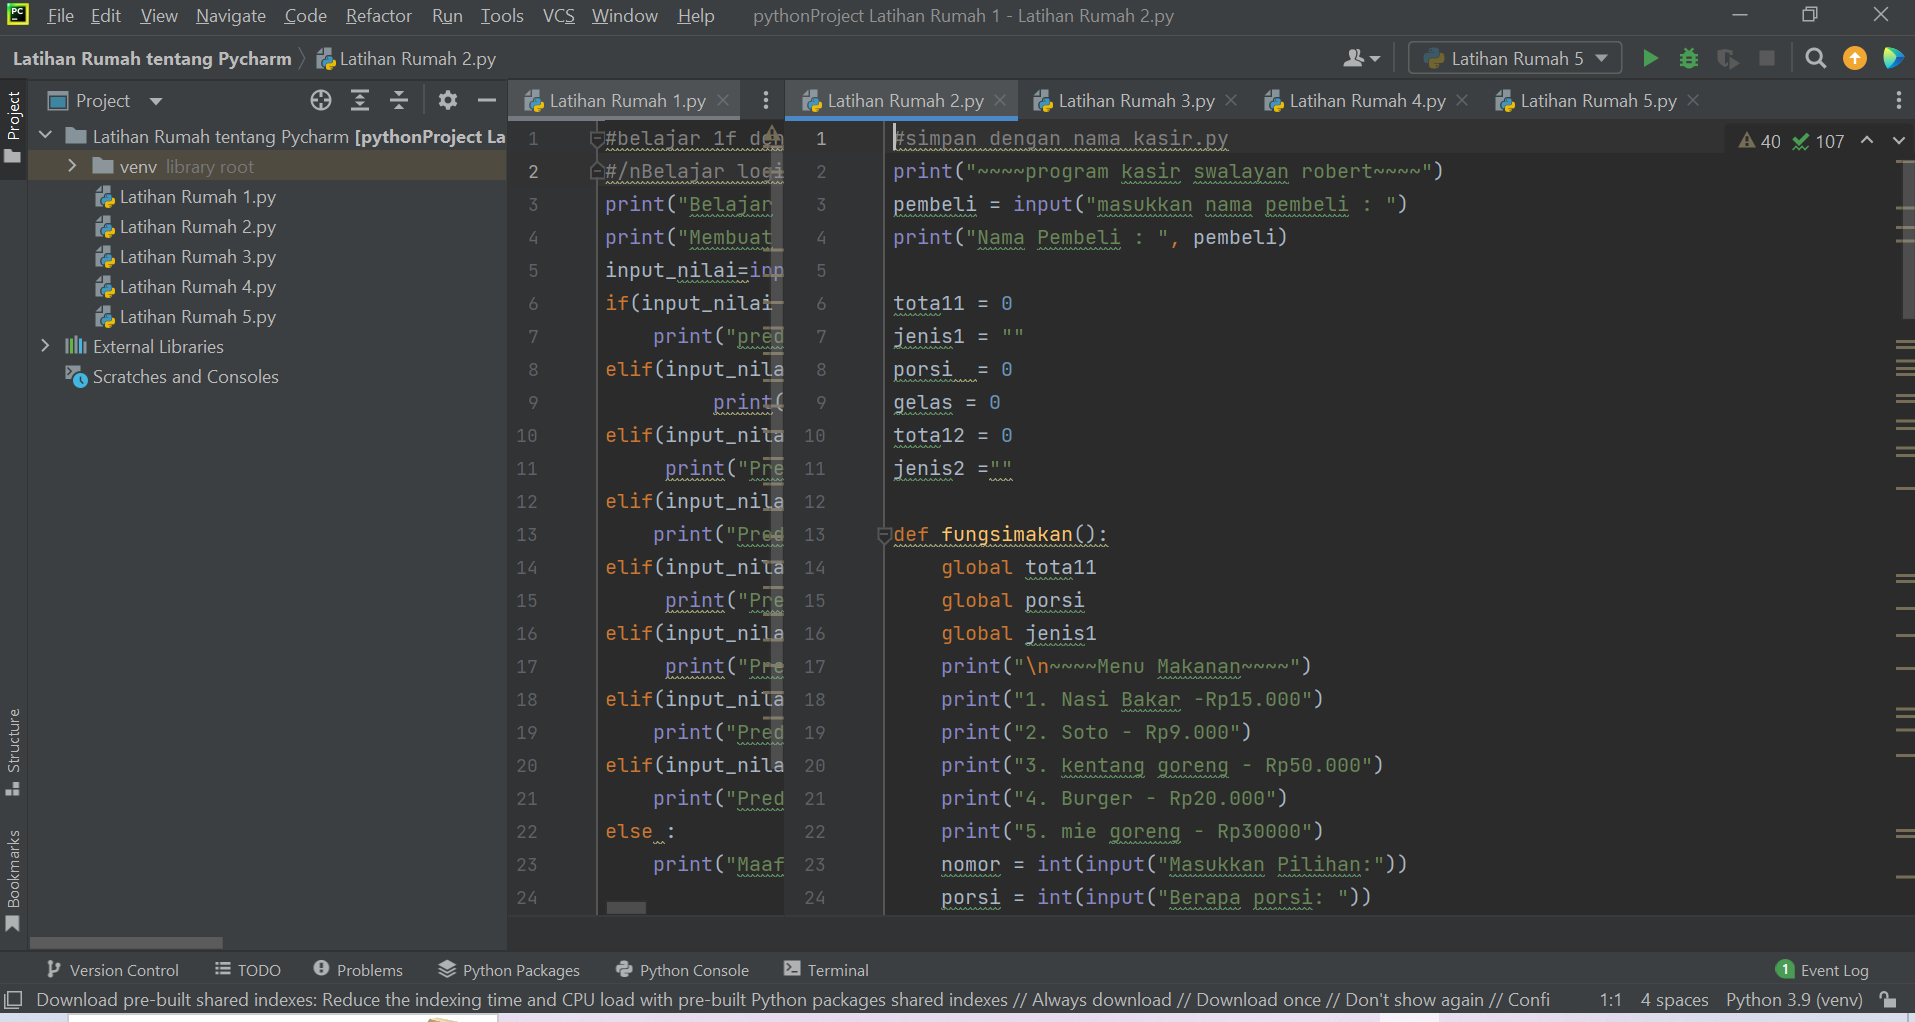 File Edit View Navigate Code Refactor Run Tools VCS Window Help pythonProject Latihan Rumah 1 - Latihan Rumah 2.py
Latihan Rumah tentang Pycharm Latihan Rumah 2.py Latihan Rumah 5
Project
Project
Latihan Rumah tentang Pycharm [pythonProject La
venv library root
Latihan Rumah 1.py
Latihan Rumah 2.py
Latihan Rumah 3.py
Latihan Rumah 4.py
Latihan Rumah 5.py
External Libraries
Scratches and Consoles
Structure
Bookmarks
Latihan Rumah 1.py
1 #belajar 1f den
2 #/nBelajar logi
3 print("Belajar
4 print("Membuat
5 input_nilai=inp
6 if(input_nilai
7 print("pred
8 elif(input_nila
9 print(
10 elif(input_nila
11 print("Pre
12 elif(input_nila
13 print("Pred
14 elif(input_nila
15 print("Pre
16 elif(input_nila
17 print("Pre
18 elif(input_nila
19 print("Pred
20 elif(input_nila
21 print("Pred
22 else :
23 print("Maaf
24
Latihan Rumah 2.py Latihan Rumah 3.py Latihan Rumah 4.py Latihan Rumah 5.py
40 107
1 #simpan dengan nama kasir.py
2 print("~~~~program kasir swalayan robert~~~~")
3 pembeli = input("masukkan nama pembeli : ")
4 print("Nama Pembeli : ", pembeli)
5
6 tota11 = 0
7 jenis1 = ""
8 porsi  = 0
9 gelas = 0
10 tota12 = 0
11 jenis2 =""
12
13 def fungsimakan():
14 global tota11
15 global porsi
16 global jenis1
17 print("\n~~~~Menu Makanan~~~~")
18 print("1. Nasi Bakar -Rp15.000")
19 print("2. Soto - Rp9.000")
20 print("3. kentang goreng - Rp50.000")
21 print("4. Burger - Rp20.000")
22 print("5. mie goreng - Rp30000")
23 nomor = int(input("Masukkan Pilihan:"))
24 porsi = int(input("Berapa porsi: "))
Version Control TODO Problems Python Packages Python Console Terminal 1 Event Log
Download pre-built shared indexes: Reduce the indexing time and CPU load with pre-built Python packages shared indexes // Always download // Download once // Don't show again // Confi 1:1 4 spaces Python 3.9 (venv)